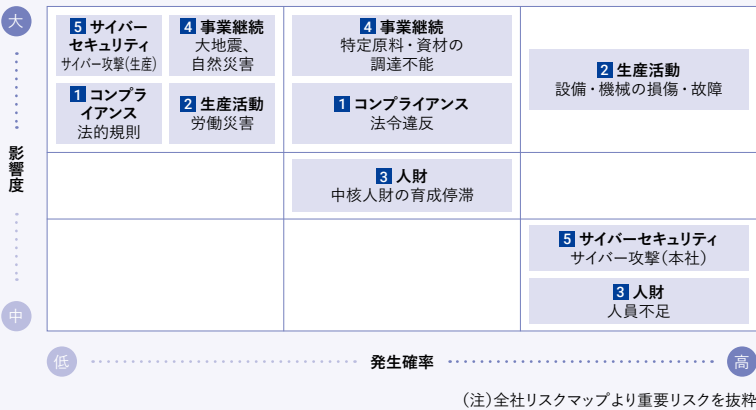 大
影響度
中
5 サイバー
セキュリティ
サイバー攻撃(生産)
4 事業継続
大地震、
自然災害
1 コンプラ
イアンス
法的規則
2 生産活動
労働災害
4 事業継続
特定原料・資材の
調達不能
1 コンプライアンス
法令違反
2 生産活動
設備・機械の損傷・故障
3 人財
中核人財の育成停滞
5 サイバーセキュリティ
サイバー攻撃(本社)
3 人財
人員不足
低
発生確率
高
(注)全社リスクマップより重要リスクを抜粋